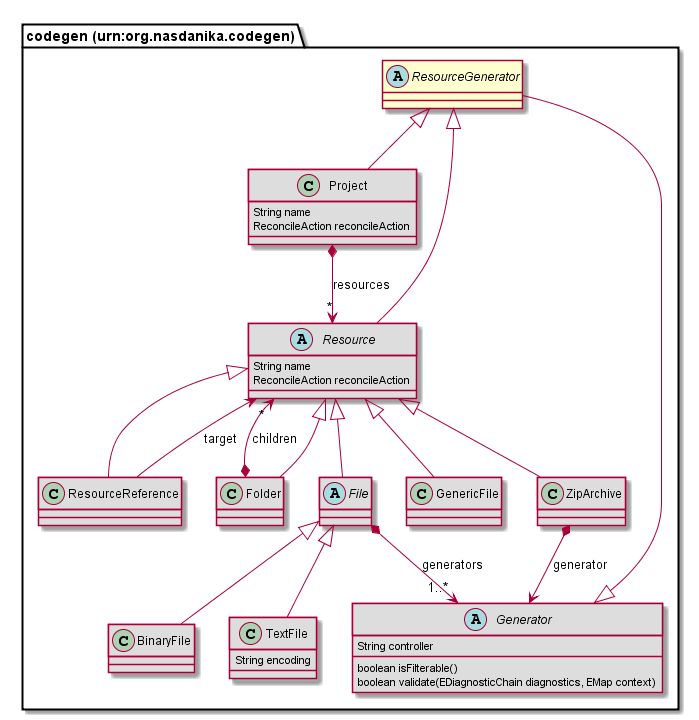 codegen (urn:org.nasdanika.codegen)
A ResourceGenerator
C Project
String name
ReconcileAction reconcileAction
resources
*
A Resource
String name
ReconcileAction reconcileAction
*
target
children
C ResourceReference
C Folder
A File
C GenericFile
C ZipArchive
generators
generator
1..*
C BinaryFile
C TextFile
String encoding
A Generator
String controller
boolean isFilterable()
boolean validate(EDiagnosticChain diagnostics, EMap context)